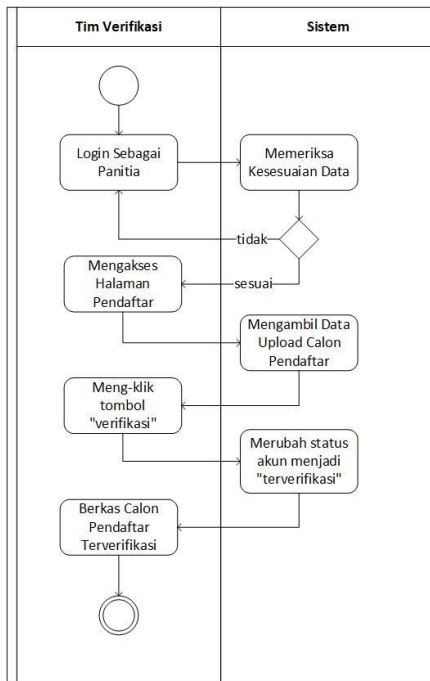 Tim Verifikasi
Sistem
Login Sebagai
Panitia
Memeriksa
Kesesuaian Data
tidak
Mengakses
Halaman
Pendaftar
sesuai
Mengambil Data
Upload Calon
Pendaftar
Meng-klik
tombol
"verifikasi"
Merubah status
akun menjadi
"terverifikasi"
Berkas Calon
Pendaftar
Terverifikasi